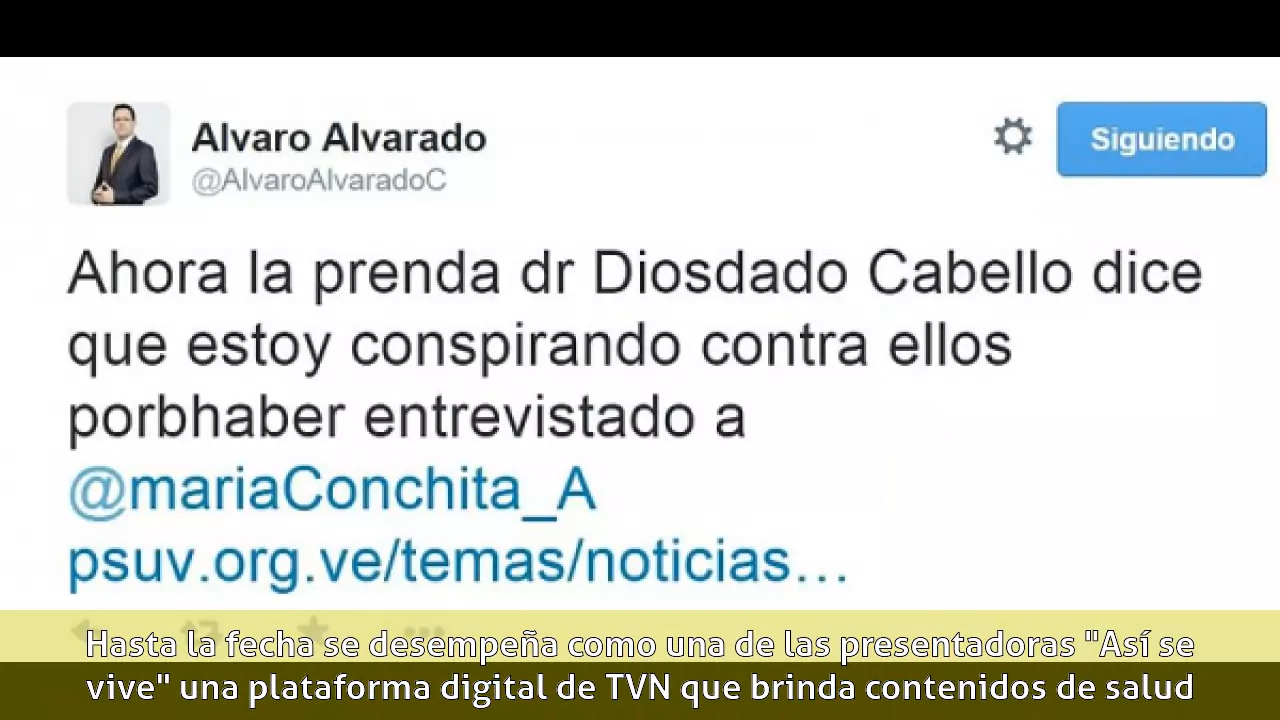 Alvaro Alvarado
@AlvaroAlvaradoC
Siguiendo
Ahora la prenda dr Diosdado Cabello dice
que estoy conspirando contra ellos
porbhaber entrevistado a
@mariaConchita_A
psuv.org.ve/temas/noticias...
Hasta la fecha se desempeña como una de las presentadoras "Así se
vive" una plataforma digital de TVN que brinda contenidos de salud